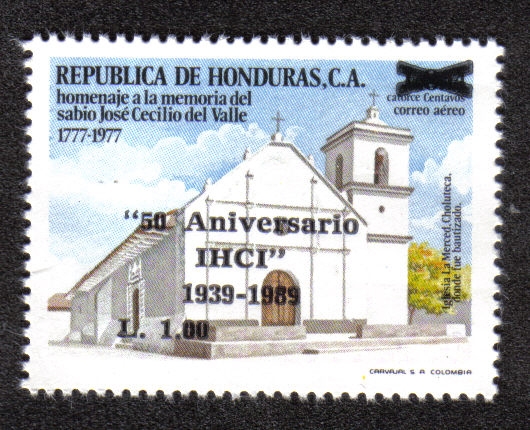 REPUBLICA DE HONDURAS, C.A.
homenaje a la memoria del
sabio José Cecilio del Valle
1777-1977
catorce Centavos
correo aéreo
"50 Aniversario
IHCI"
1939-1989
L. 1.00
Iglesia La Merced, Choluteca.
donde fue bautizado.
CARVAJAL S. A. COLOMBIA